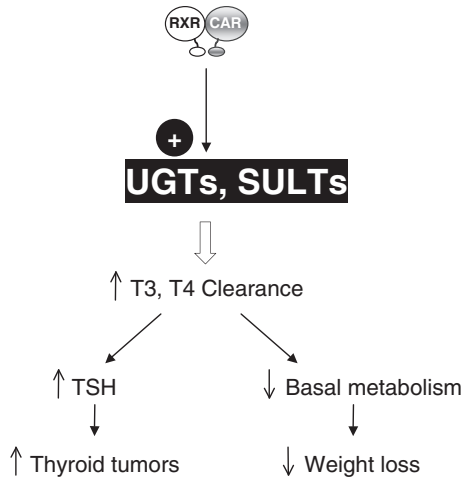 RXR CAR
+
UGTs, SULTs
↑ T3, T4 Clearance
↑ TSH ↓ Basal metabolism
↑ Thyroid tumors ↓ Weight loss